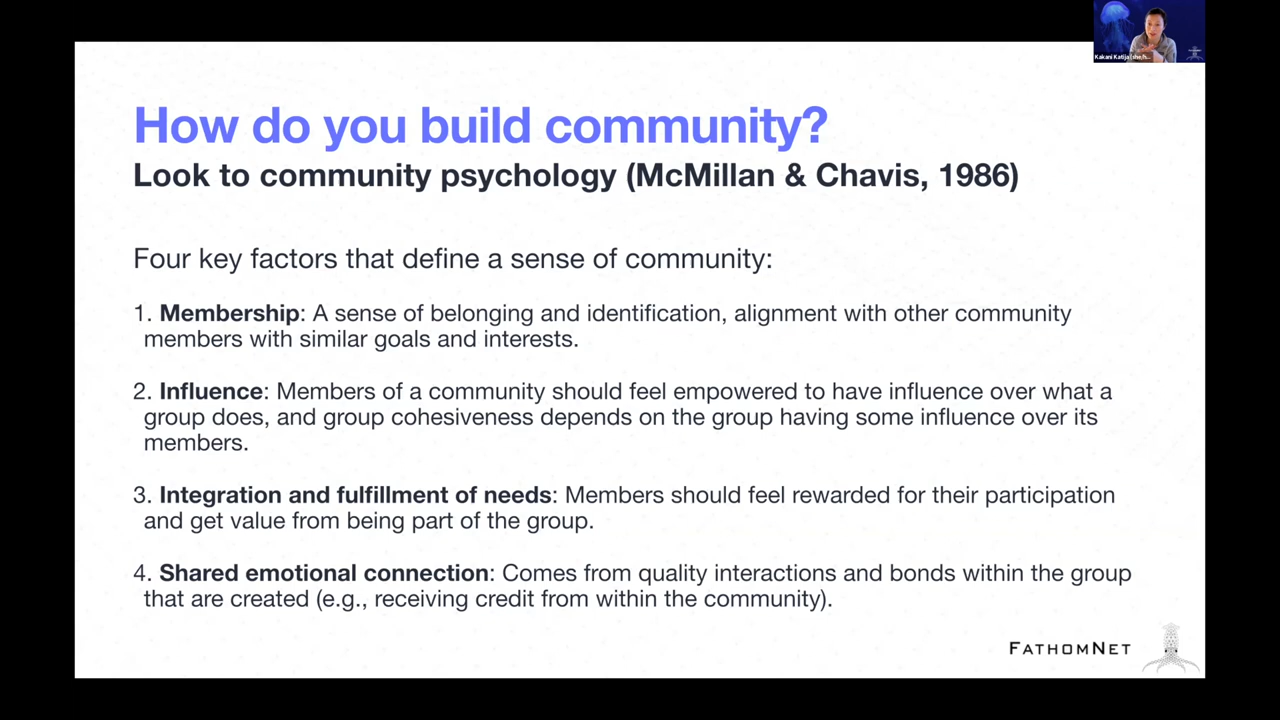 Kakani Katija
How do you build community?
Look to community psychology (McMillan & Chavis, 1986)
Four key factors that define a sense of community:
1. Membership: A sense of belonging and identification, alignment with other community
members with similar goals and interests.
2. Influence: Members of a community should feel empowered to have influence over what a
group does, and group cohesiveness depends on the group having some influence over its
members.
3. Integration and fulfillment of needs: Members should feel rewarded for their participation
and get value from being part of the group.
4. Shared emotional connection: Comes from quality interactions and bonds within the group
that are created (e.g., receiving credit from within the community).
FATHOMNET